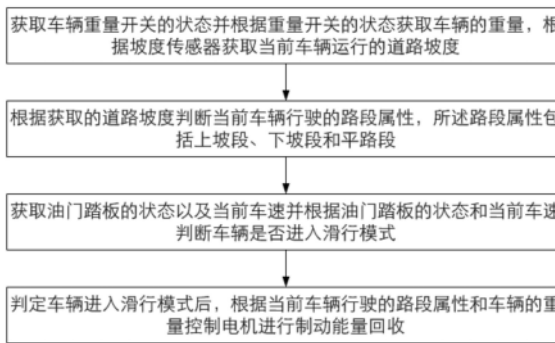 获取车辆重量开关的状态并根据重量开关的状态获取车辆的重量，根
据坡度传感器获取当前车辆运行的道路坡度
根据获取的道路坡度判断当前车辆行驶的路段属性，所述路段属性包
括上坡段、下坡段和平路段
获取油门踏板的状态以及当前车速并根据油门踏板的状态和当前车速
判断车辆是否进入滑行模式
判定车辆进入滑行模式后，根据当前车辆行驶的路段属性和车辆的重
量控制电机进行制动能量回收